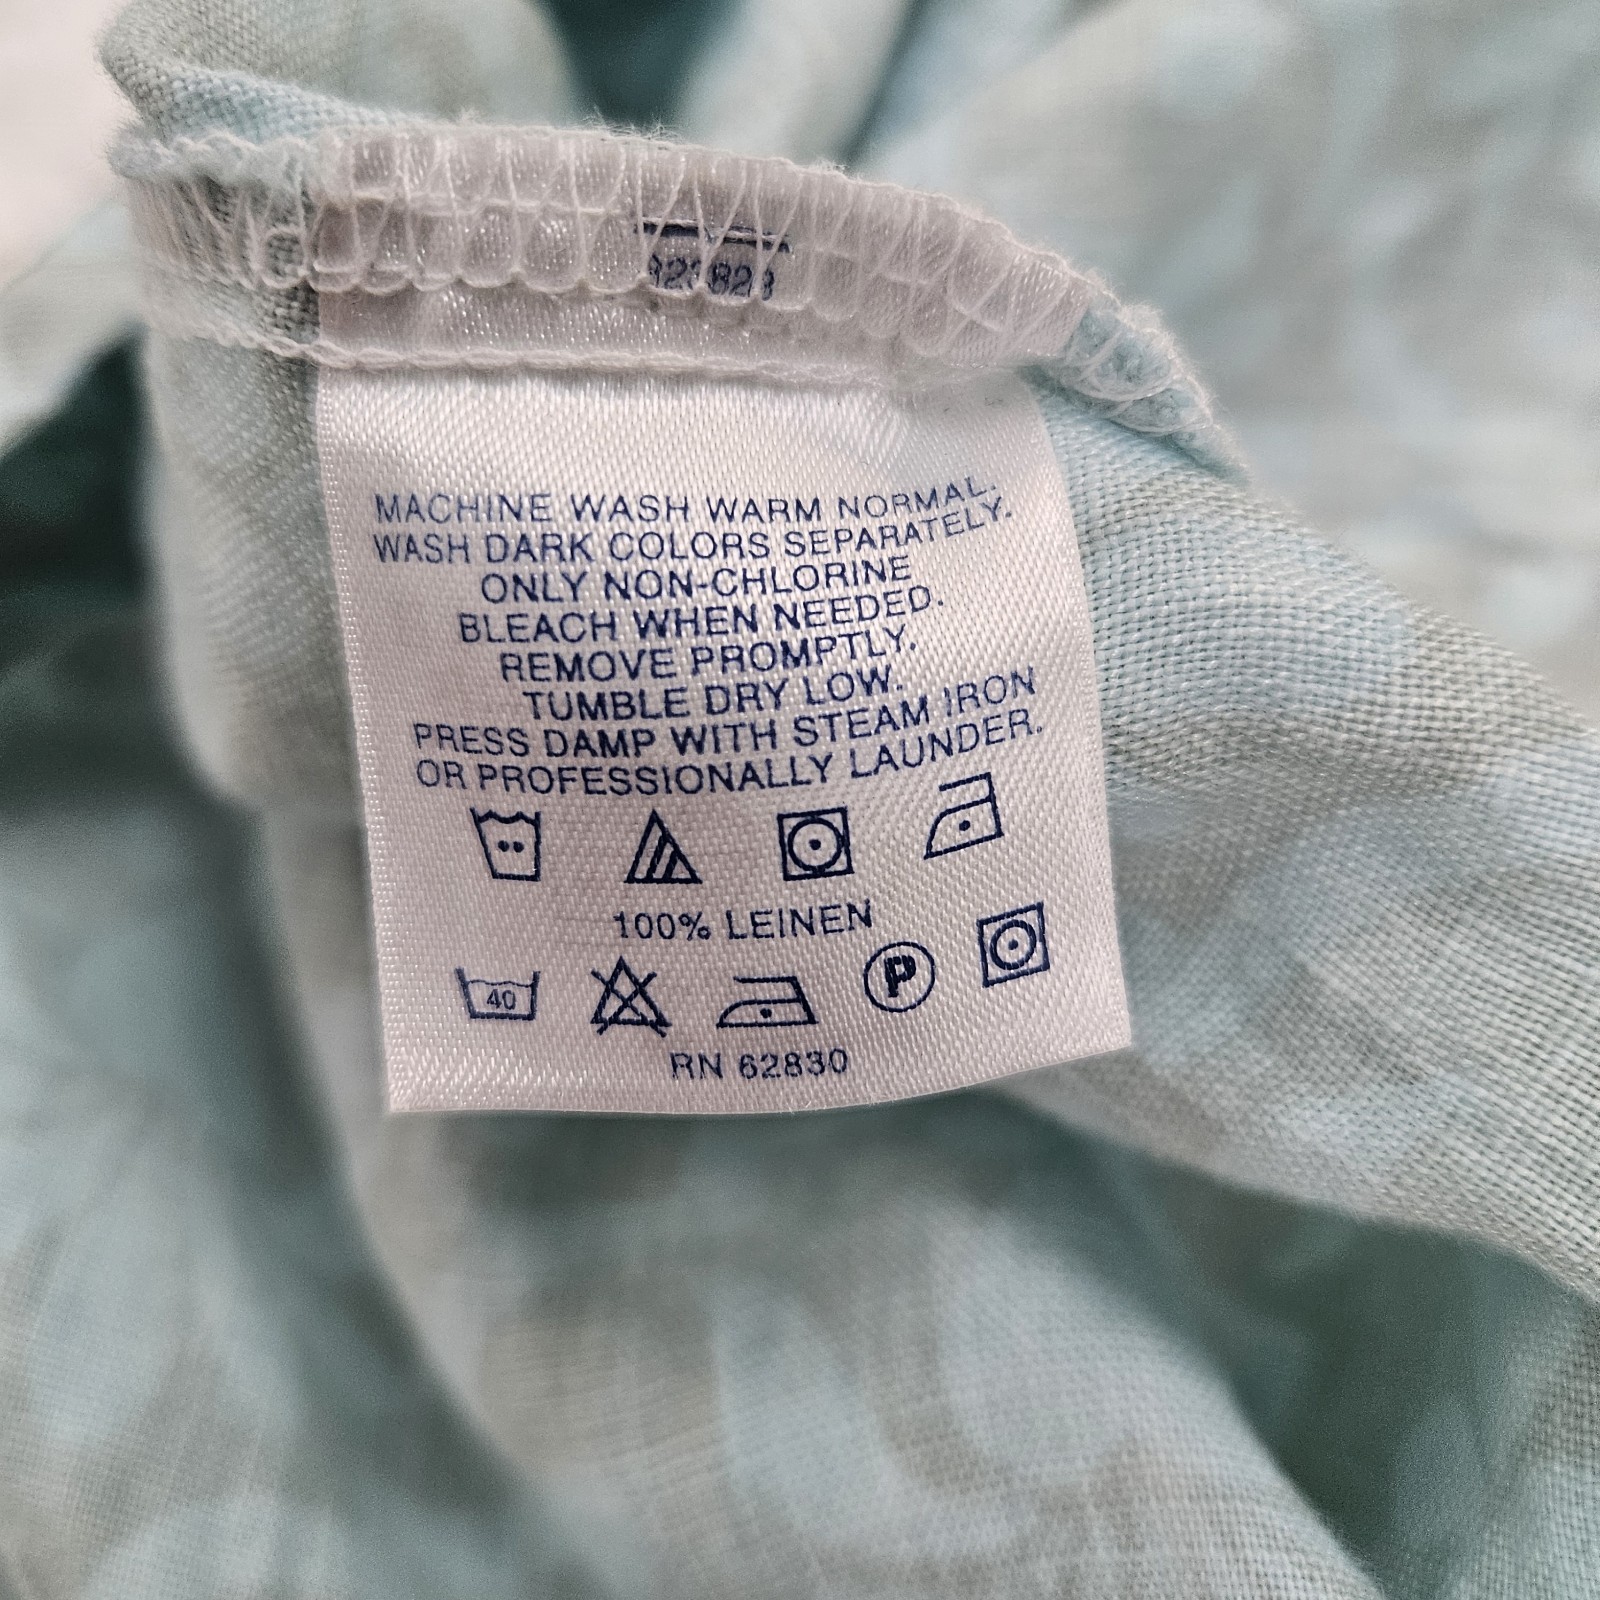 MACHINE WASH WARM NORMAL.
WASH DARK COLORS SEPARATELY.
ONLY NON-CHLORINE
BLEACH WHEN NEEDED.
REMOVE PROMPTLY.
TUMBLE DRY LOW.
PRESS DAMP WITH STEAM IRON
OR PROFESSIONALLY LAUNDER.
100% LEINEN
40
P
RN 62830